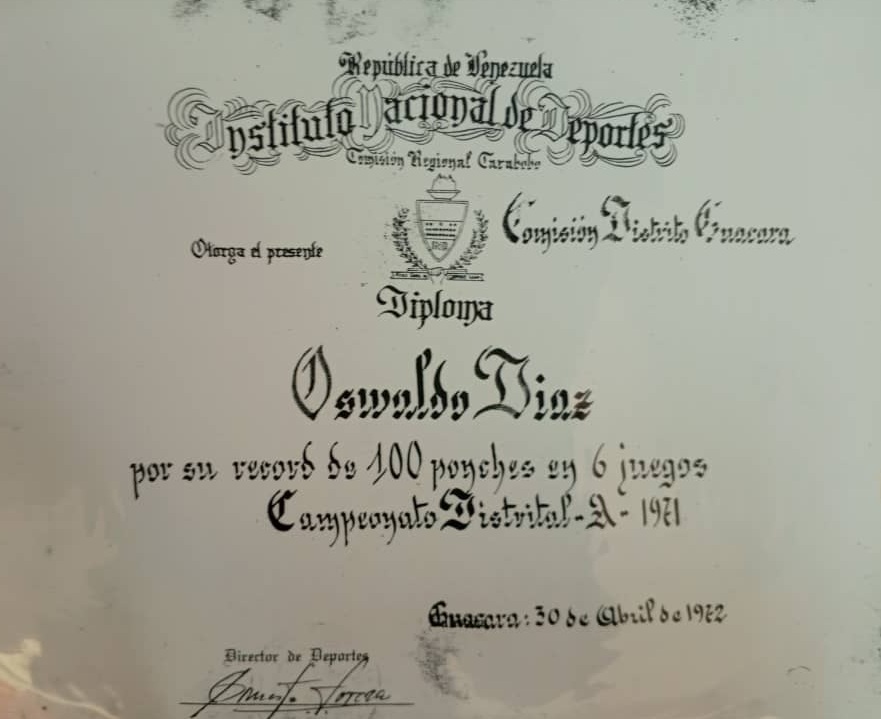 República de Venezuela
Instituto Nacional de Deportes
Comisión Regional Carabobo
Comisión Distrito Guacara
Otorga el presente
Diploma
Oswaldo Diaz
por su record de 100 ponches en 6 juegos
Campeonato Distrital-A-1971
Guacara: 30 de Abril de 1972
Director de Deportes